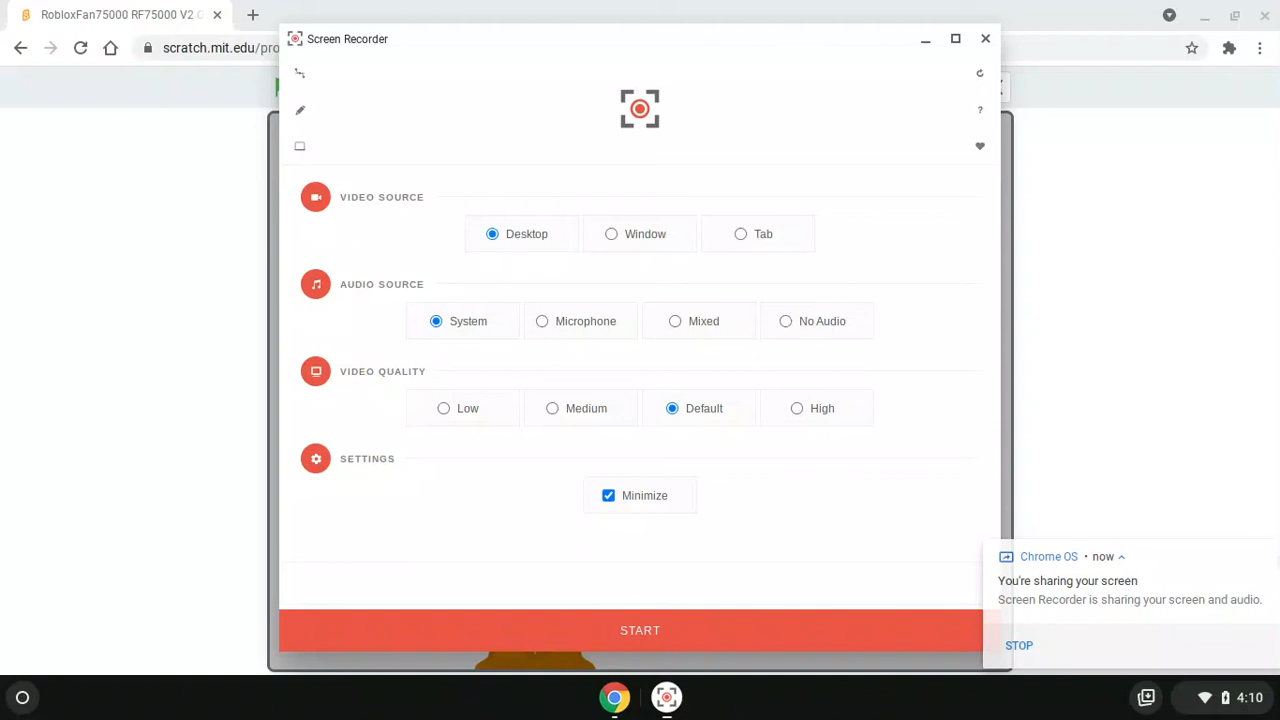 RobloxFan75000 RF75000 V2
scratch.mit.edu/pro
Screen Recorder
?
VIDEO SOURCE
Desktop
Window
Tab
AUDIO SOURCE
System
Microphone
Mixed
No Audio
VIDEO QUALITY
Low
Medium
Default
High
SETTINGS
Minimize
START
Chrome OS • now
You're sharing your screen
Screen Recorder is sharing your screen and audio.
STOP
4:10